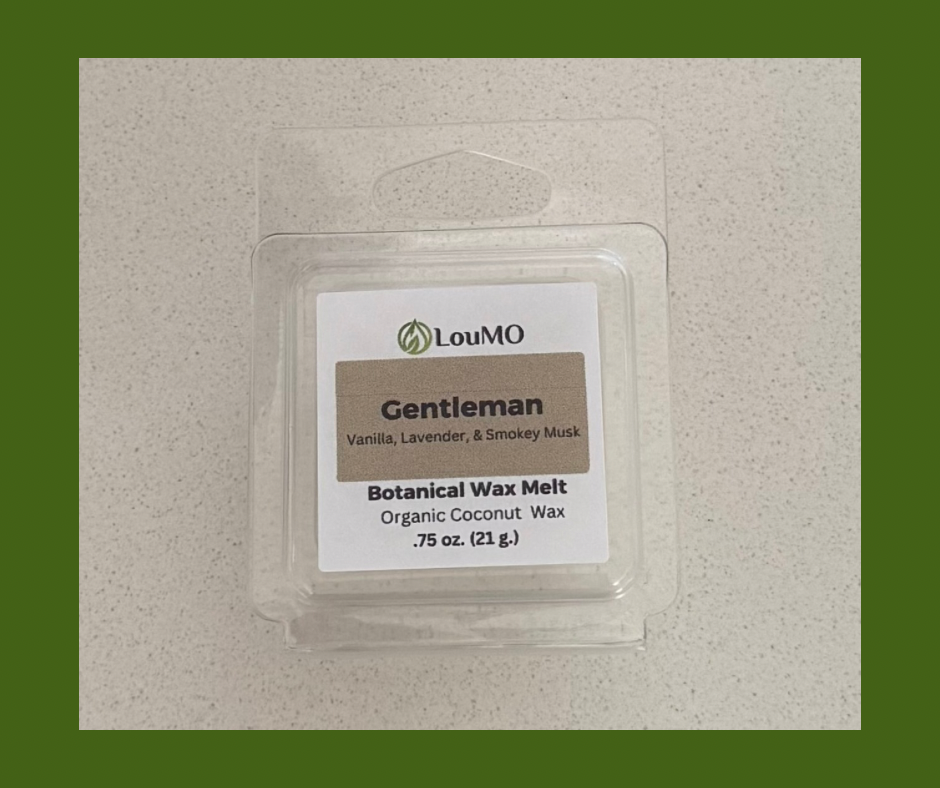 LouMO
Gentleman
Vanilla, Lavender, & Smokey Musk
Botanical Wax Melt
Organic Coconut Wax
.75 oz. (21 g.)